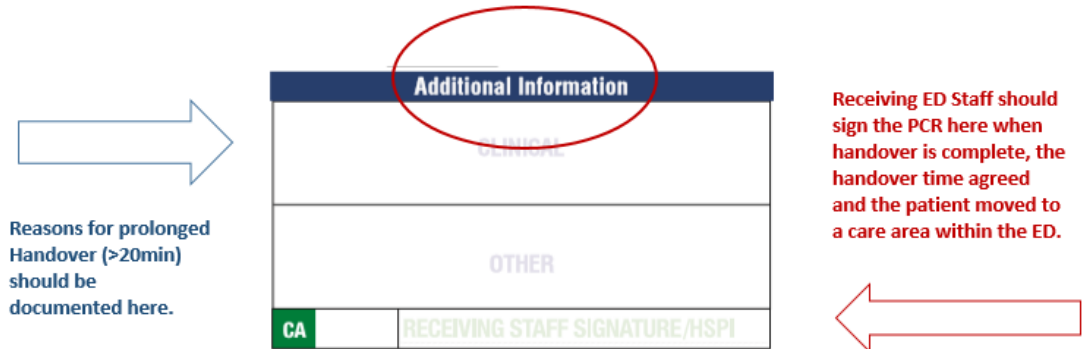 Additional Information
CLINICAL
OTHER
CA
RECEIVING STAFF SIGNATURE/HSPI
Reasons for prolonged
Handover (>20min)
should be
documented here.
Receiving ED Staff should
sign the PCR here when
handover is complete, the
handover time agreed
and the patient moved to
a care area within the ED.